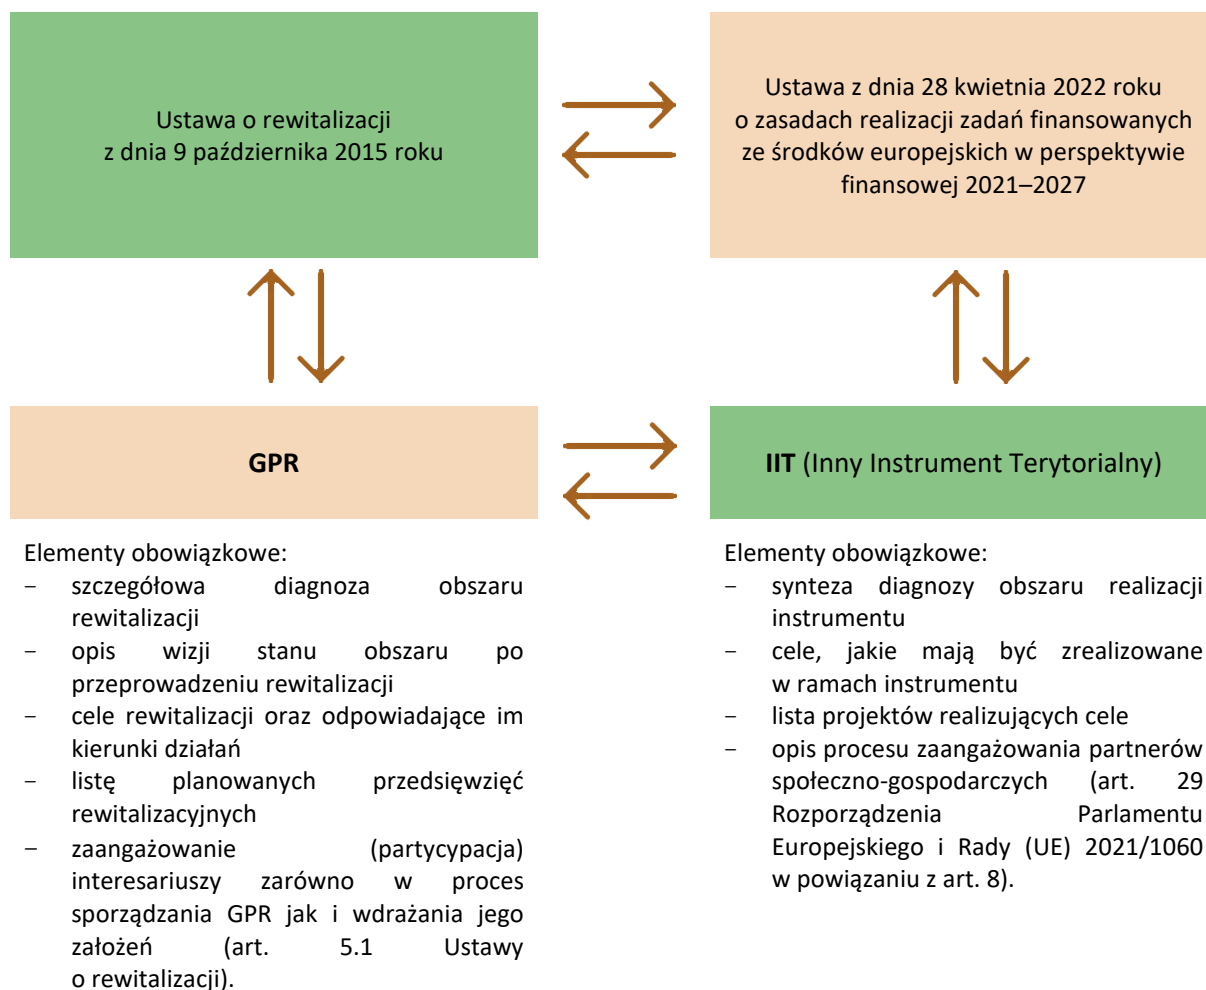 Ustawa o rewitalizacji
z dnia 9 października 2015 roku
Ustawa z dnia 28 kwietnia 2022 roku
o zasadach realizacji zadań finansowanych
ze środków europejskich w perspektywie
finansowej 2021–2027
GPR
IIT (Inny Instrument Terytorialny)
Elementy obowiązkowe:
− szczegółowa diagnoza obszaru
rewitalizacji
− opis wizji stanu obszaru po
przeprowadzeniu rewitalizacji
− cele rewitalizacji oraz odpowiadające im
kierunki działań
− listę planowanych przedsięwzięć
rewitalizacyjnych
− zaangażowanie (partycypacja)
interesariuszy zarówno w proces
sporządzania GPR jak i wdrażania jego
założeń (art. 5.1 Ustawy
o rewitalizacji).
Elementy obowiązkowe:
− synteza diagnozy obszaru realizacji
instrumentu
− cele, jakie mają być zrealizowane
w ramach instrumentu
− lista projektów realizujących cele
− opis procesu zaangażowania partnerów
społeczno-gospodarczych (art. 29
Rozporządzenia Parlamentu
Europejskiego i Rady (UE) 2021/1060
w powiązaniu z art. 8).